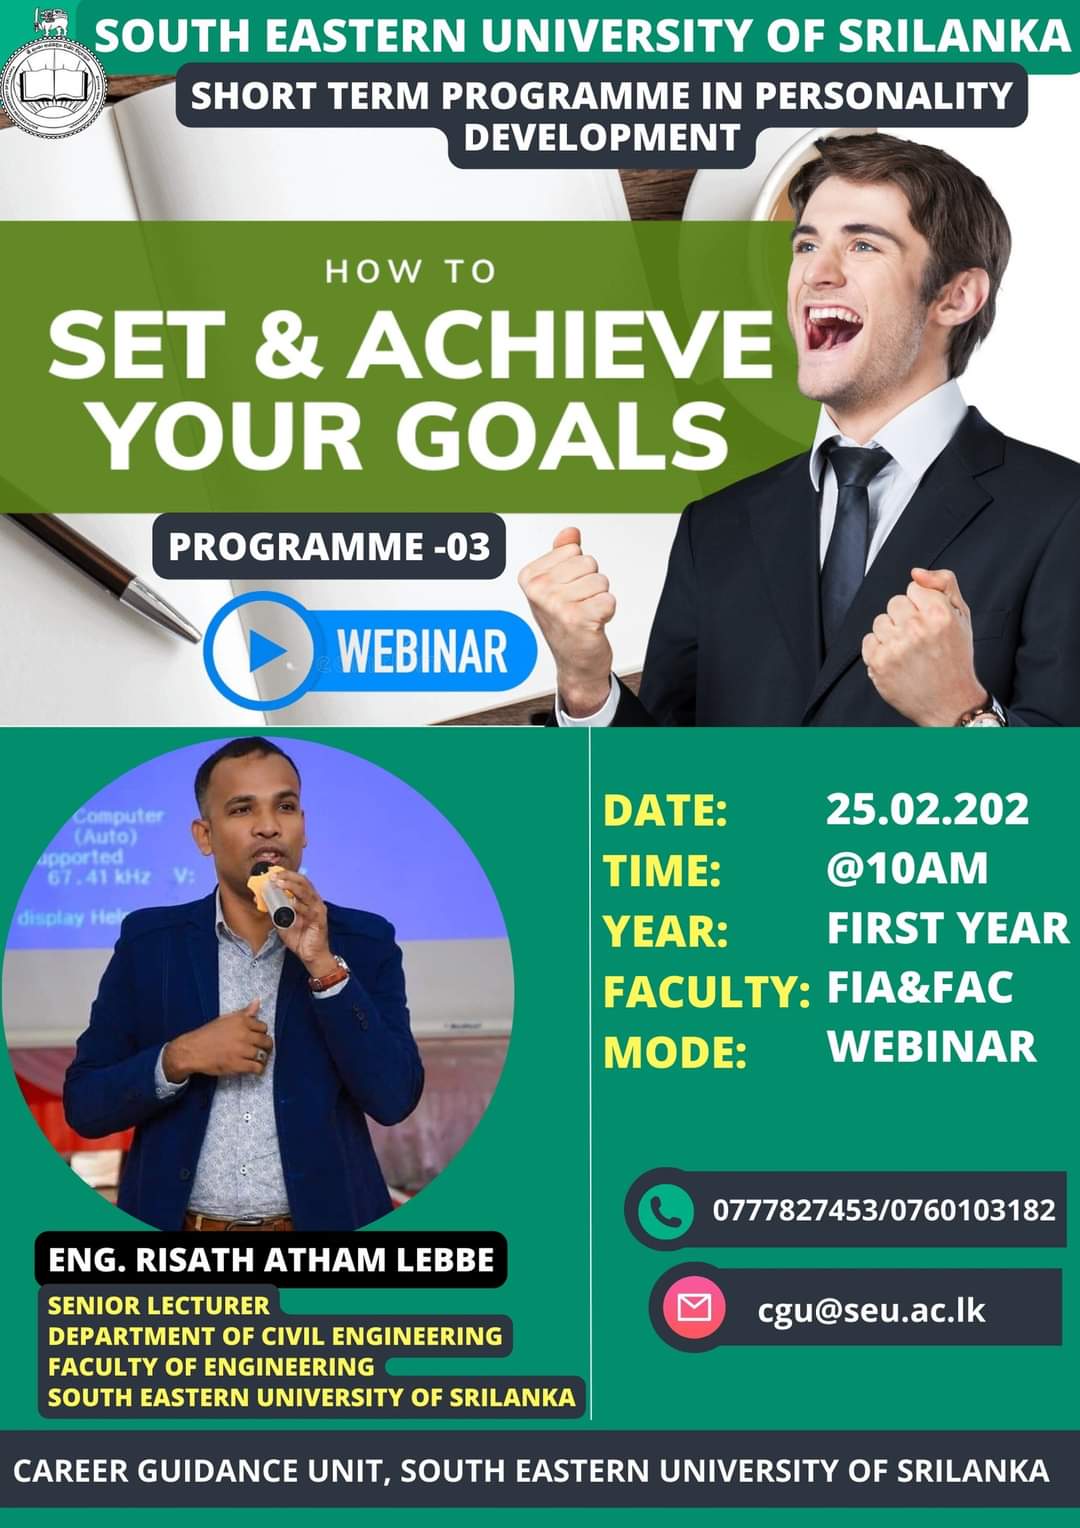 SOUTH EASTERN UNIVERSITY OF SRILANKA
SHORT TERM PROGRAMME IN PERSONALITY
DEVELOPMENT
HOW TO
SET & ACHIEVE
YOUR GOALS
PROGRAMME -03
WEBINAR
Computer
(Auto)
upported
67.41 kHz V:
display Hel
DATE: 25.02.202
TIME: @10AM
YEAR: FIRST YEAR
FACULTY: FIA&FAC
MODE: WEBINAR
0777827453/0760103182
cgu@seu.ac.lk
ENG. RISATH ATHAM LEBBE
SENIOR LECTURER
DEPARTMENT OF CIVIL ENGINEERING
FACULTY OF ENGINEERING
SOUTH EASTERN UNIVERSITY OF SRILANKA
CAREER GUIDANCE UNIT, SOUTH EASTERN UNIVERSITY OF SRILANKA